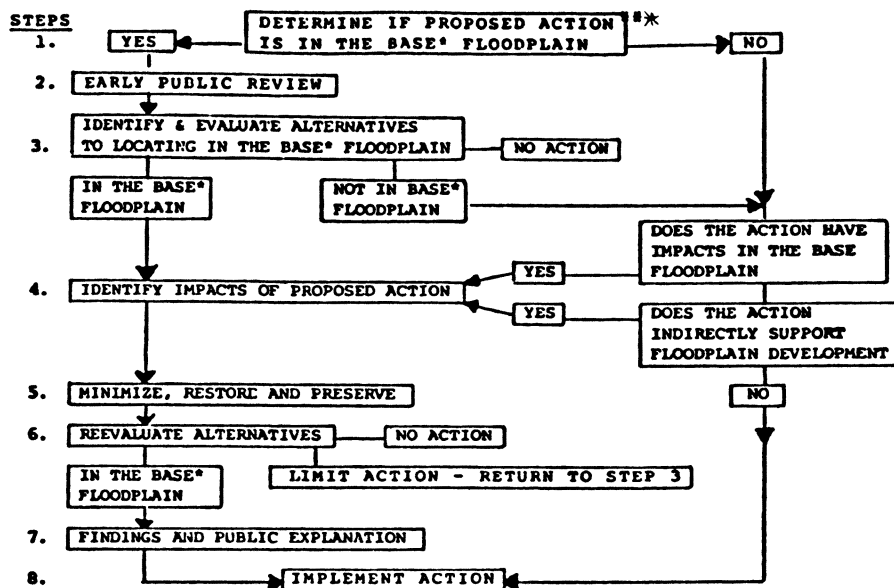 STEPS
DETERMINE IF PROPOSED ACTION***
IS IN THE BASE* FLOODPLAIN
1.
YES
NO
2.
EARLY PUBLIC REVIEW
3.
IDENTIFY & EVALUATE ALTERNATIVES
TO LOCATING IN THE BASE* FLOODPLAIN
NO ACTION
IN THE BASE*
FLOODPLAIN
NOT IN BASE*
FLOODPLAIN
DOES THE ACTION HAVE
IMPACTS IN THE BASE
FLOODPLAIN
YES
4.
IDENTIFY IMPACTS OF PROPOSED ACTION
YES
DOES THE ACTION
INDIRECTLY SUPPORT
FLOODPLAIN DEVELOPMENT
5.
MINIMIZE, RESTORE AND PRESERVE
NO
6.
REEVALUATE ALTERNATIVES
NO ACTION
IN THE BASE*
FLOODPLAIN
LIMIT ACTION - RETURN TO STEP 3
7.
FINDINGS AND PUBLIC EXPLANATION
8.
IMPLEMENT ACTION